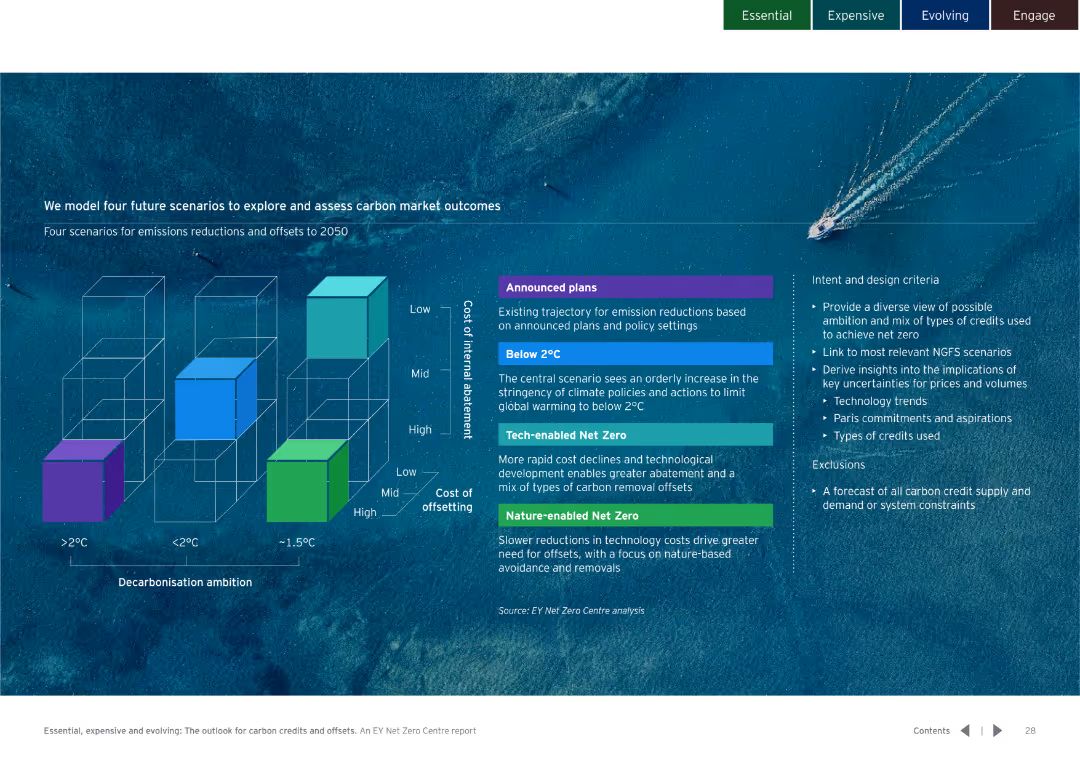 Essential
Expensive
Evolving
Engage
We model four future scenarios to explore and assess carbon market outcomes
Four scenarios for emissions reductions and offsets to 2050
Low
Mid
High
Cost of internal abatement
Low
Mid
High
Cost of
offsetting
>2°C
<2°C
~1.5°C
Decarbonisation ambition
Announced plans
Existing trajectory for emission reductions based
on announced plans and policy settings
Below 2°C
The central scenario sees an orderly increase in the
stringency of climate policies and actions to limit
global warming to below 2°C
Tech-enabled Net Zero
More rapid cost declines and technological
development enables greater abatement and a
mix of types of carbon removal offsets
Nature-enabled Net Zero
Slower reductions in technology costs drive greater
need for offsets, with a focus on nature-based
avoidance and removals
Source: EY Net Zero Centre analysis
Intent and design criteria
‣ Provide a diverse view of possible
ambition and mix of types of credits used
to achieve net zero
‣ Link to most relevant NGFS scenarios
‣ Derive insights into the implications of
key uncertainties for prices and volumes
‣ Technology trends
‣ Paris commitments and aspirations
‣ Types of credits used
Exclusions
‣ A forecast of all carbon credit supply and
demand or system constraints
Essential, expensive and evolving: The outlook for carbon credits and offsets. An EY Net Zero Centre report
Contents
|
28